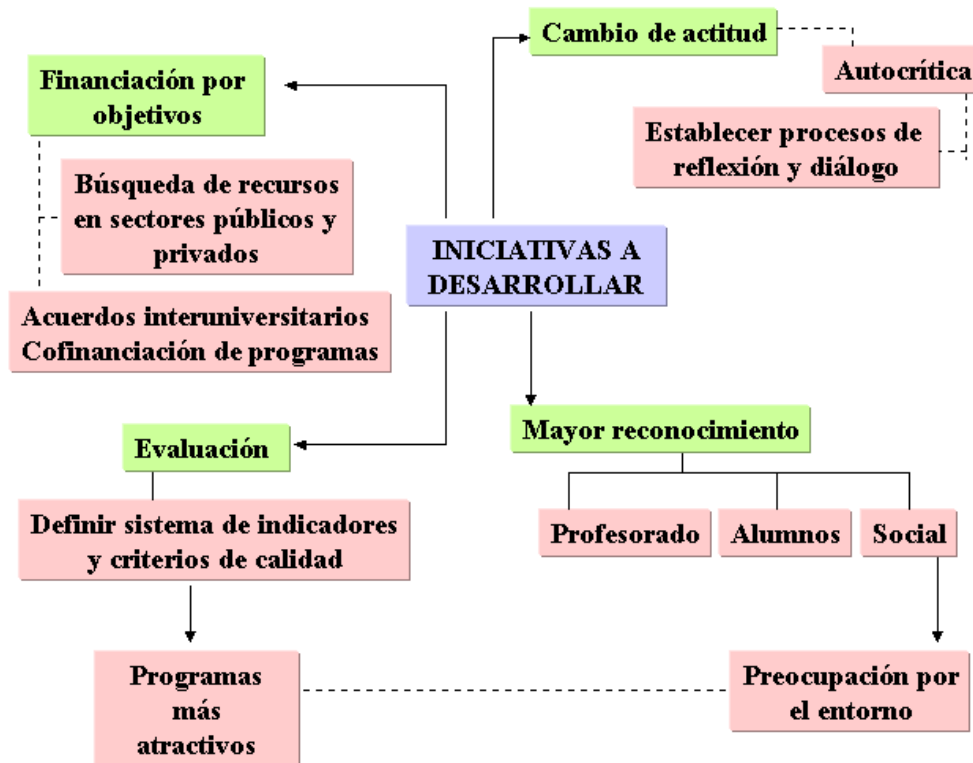 Cambio de actitud
Autocrítica
Establecer procesos de
reflexión y diálogo
Financiación por
objetivos
Búsqueda de recursos
en sectores públicos y
privados
Acuerdos interuniversitarios
Cofinanciación de programas
INICIATIVAS A
DESARROLLAR
Evaluación
Definir sistema de indicadores
y criterios de calidad
Programas
más
atractivos
Mayor reconocimiento
Profesorado
Alumnos
Social
Preocupación por
el entorno